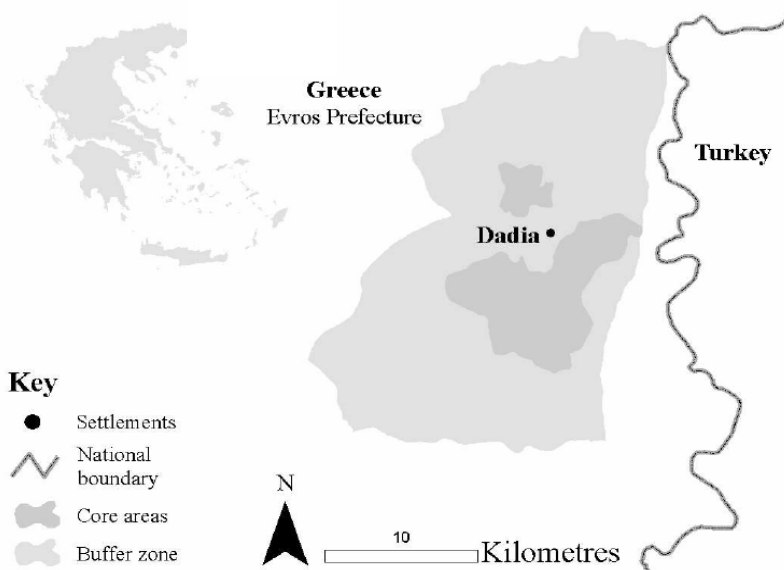 Greece
Evros Prefecture
Turkey
Dadia
Key
Settlements
National
boundary
Core areas
Buffer zone
N
10
Kilometres